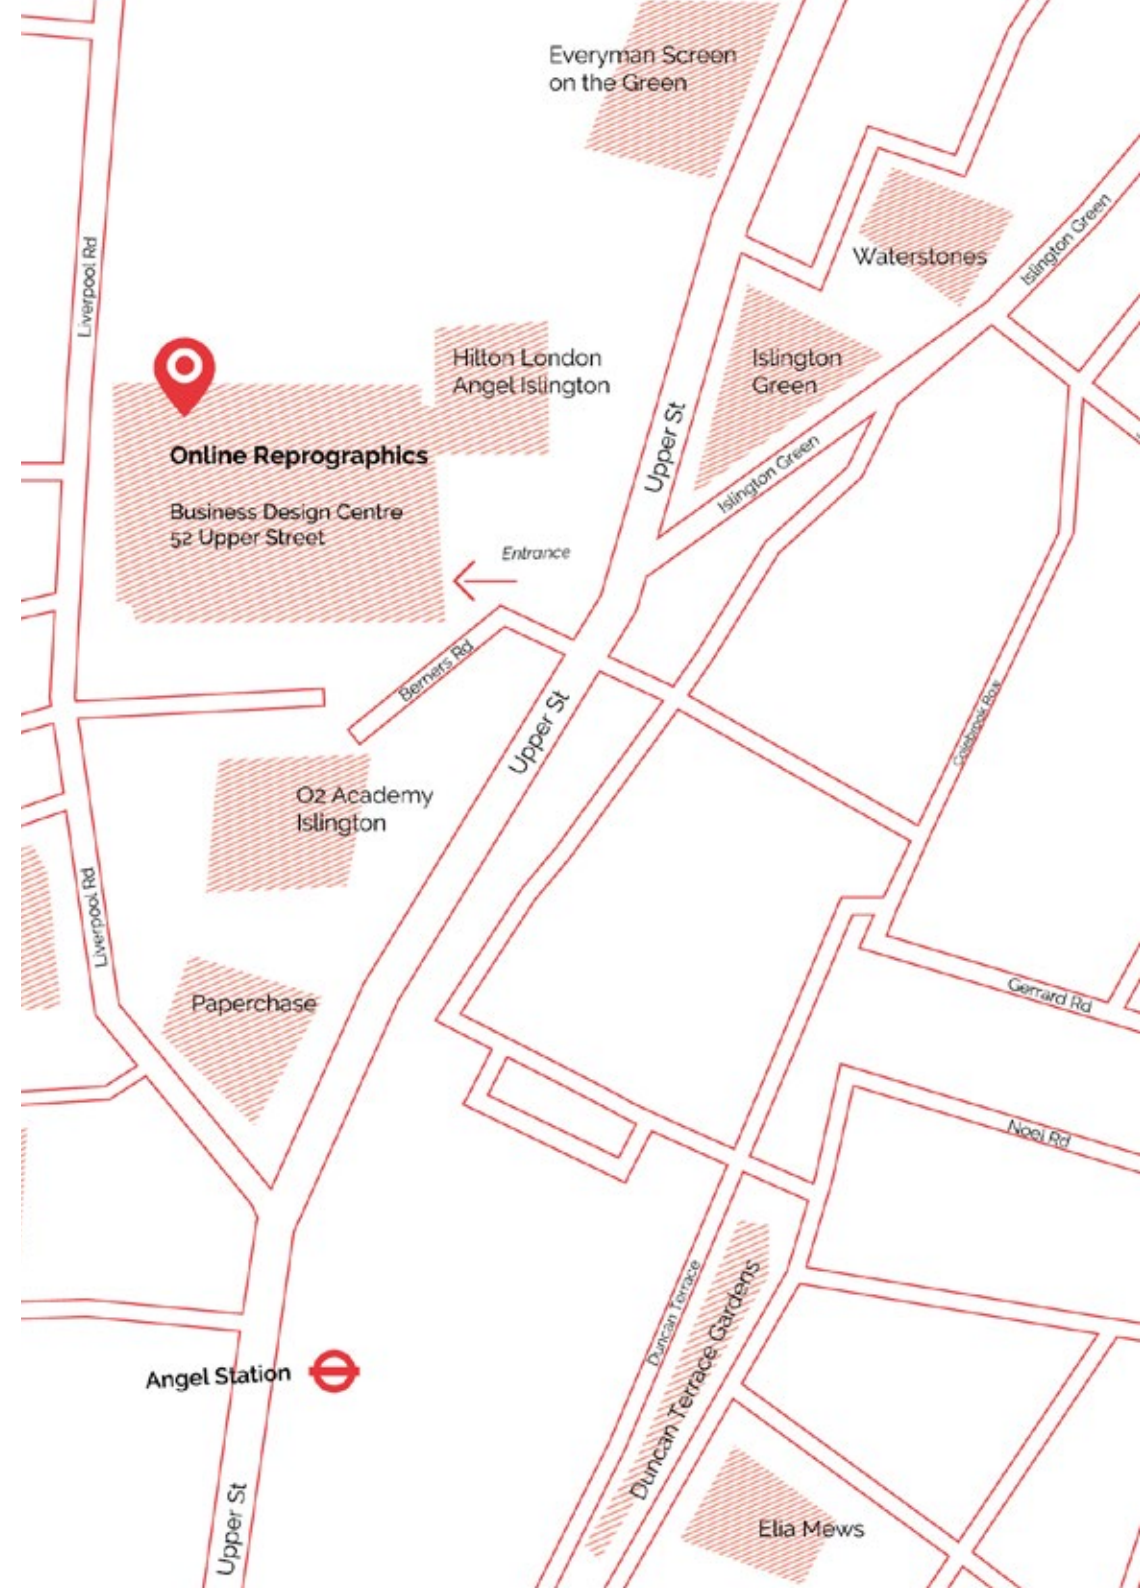 Everyman Screen
on the Green
Islington Green
Waterstones
Liverpool Rd
Hilton London
Angel Islington
Islington
Green
Upper St
Online Reprographics
Islington Green
Business Design Centre
52 Upper Street
Entrance
Berners Rd
Colebrook Row
Upper St
O2 Academy
Islington
Liverpool Rd
Paperchase
Gerrard Rd
Noel Rd
Duncan Terrace
Duncan Terrace Gardens
Angel Station
Upper St
Elia Mews